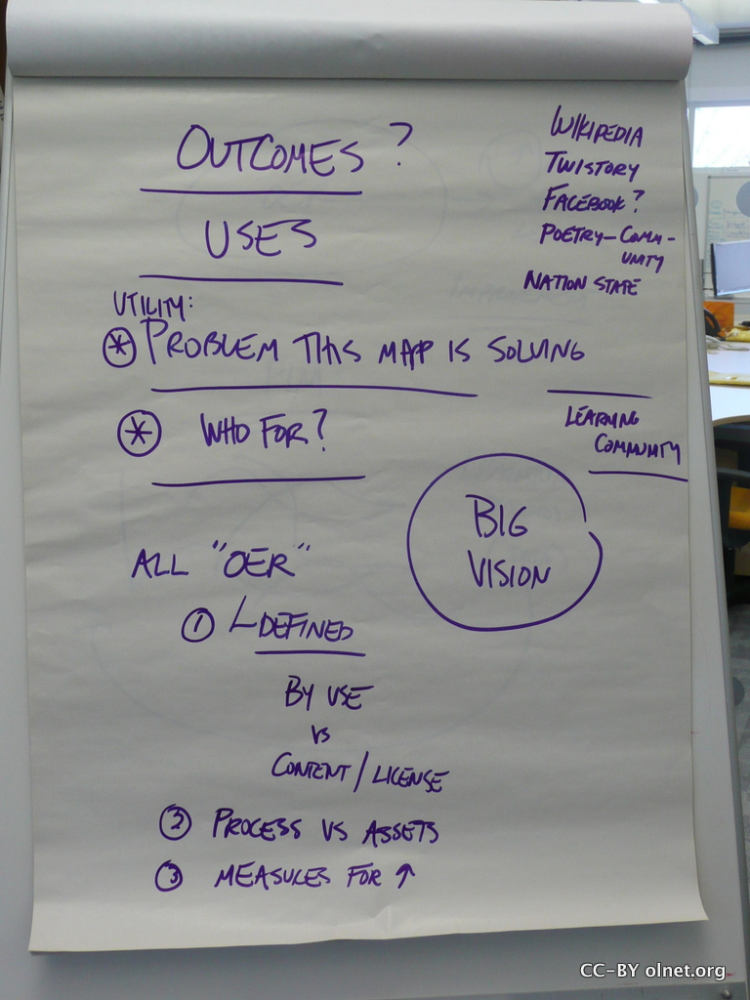 OUTCOMES ?
USES
UTILITY:
* PROBLEM THIS MAP IS SOLVING
* WHO FOR?
WIKIPEDIA
TWISTORY
FACEBOOK?
POETRY-COMM-
UNITY
NATION STATE
LEARNING
COMMUNITY
BIG
VISION
ALL "OER"
1 DEFINED
BY USE
vs
CONTENT/LICENSE
2 PROCESS VS ASSETS
3 MEASURES FOR ↑
CC-BY olnet.org